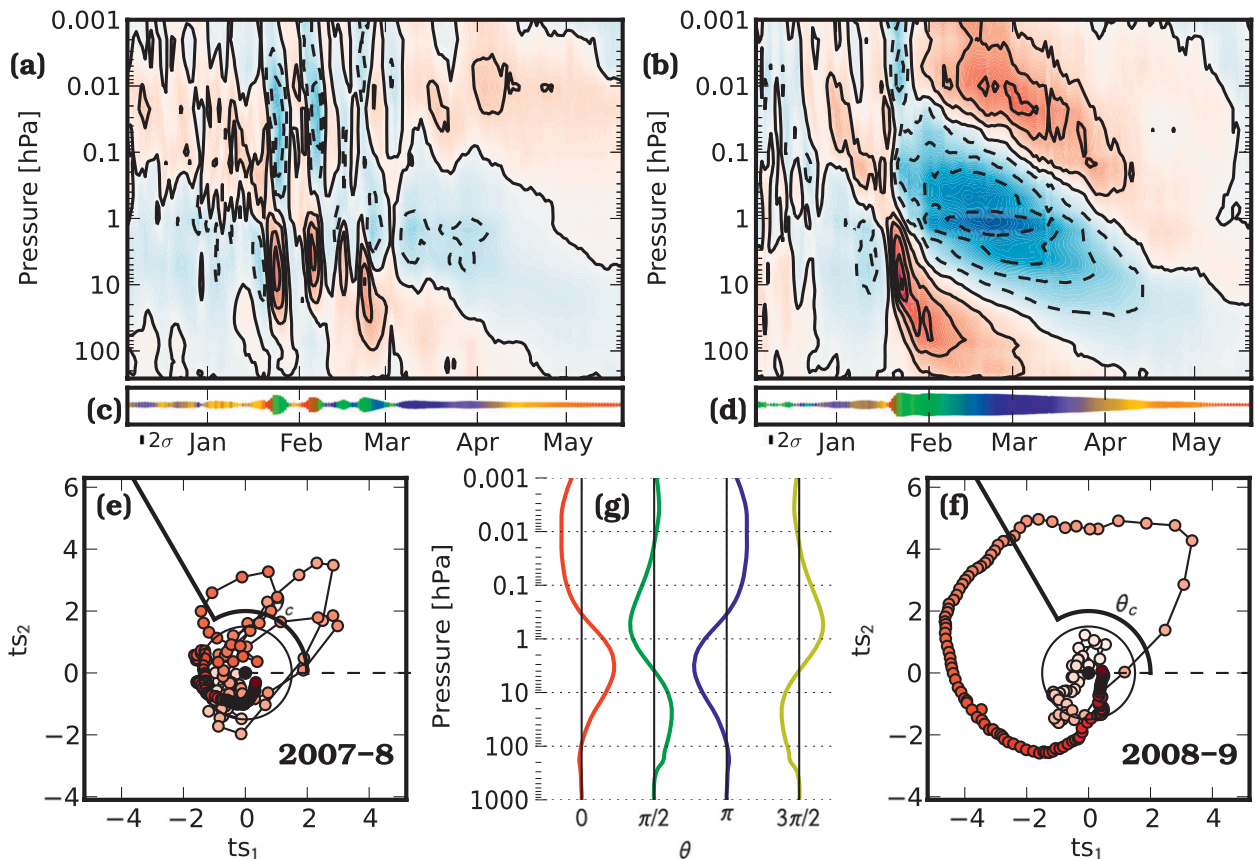 (a)
Pressure [hPa]
0.001
0.01
0.1
1
10
100
(b)
Pressure [hPa]
0.001
0.01
0.1
1
10
100
(c)
2σ Jan Feb Mar Apr May
(d)
2σ Jan Feb Mar Apr May
(e)
ts₂
6
4
2
0
−2
−4
−4 −2 0 2 4
ts₁
c
2007–8
(g)
Pressure [hPa]
0.001
0.01
0.1
1
10
100
1000
0 π/2 π 3π/2
θ
(f)
ts₂
6
4
2
0
−2
−4
−4 −2 0 2 4
ts₁
θc
2008–9